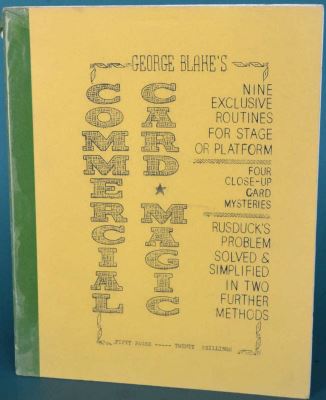 GEORGE BLAKE'S
COMMERCIAL
CARD ★ MAGIC
NINE
EXCLUSIVE
ROUTINES
FOR STAGE
OR PLATFORM
FOUR
CLOSE-UP
CARD
MYSTERIES
RUSDUCK'S
PROBLEM
SOLVED &
SIMPLIFIED
IN TWO
FURTHER
METHODS
FIFTY PAGES ----- TWENTY SHILLINGS